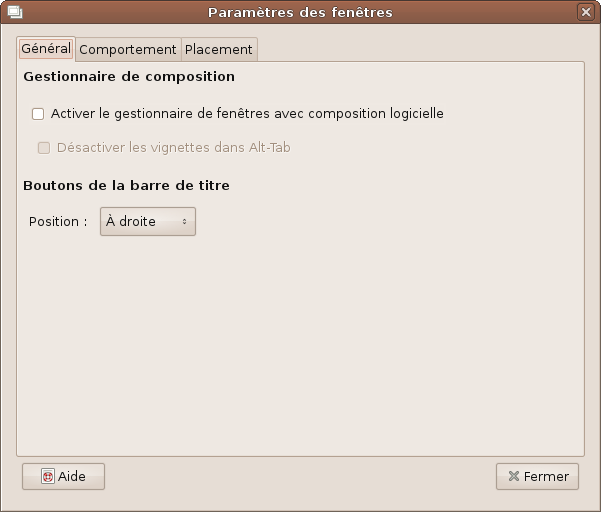 Paramètres des fenêtres
Général Comportement Placement
Gestionnaire de composition
Activer le gestionnaire de fenêtres avec composition logicielle
Désactiver les vignettes dans Alt-Tab
Boutons de la barre de titre
Position : À droite
Aide Fermer